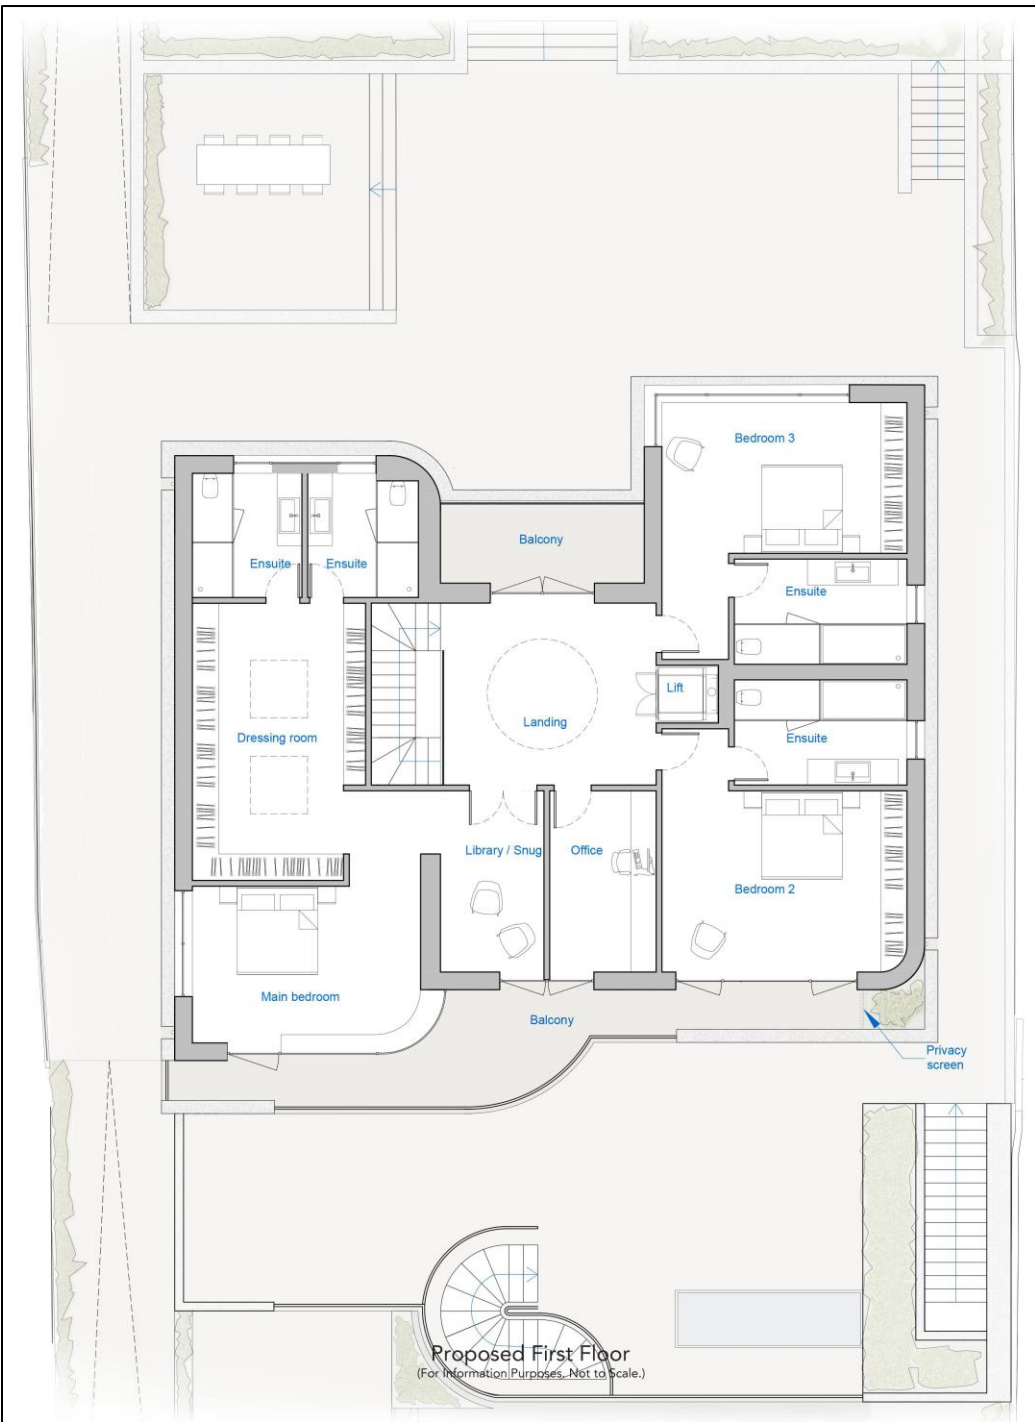 Bedroom 3
Balcony
Ensuite
Ensuite
Ensuite
Lift
Landing
Dressing room
Ensuite
Library / Snug
Office
Bedroom 2
Main bedroom
Balcony
Privacy
screen
Proposed First Floor
(For Information Purposes. Not to Scale.)